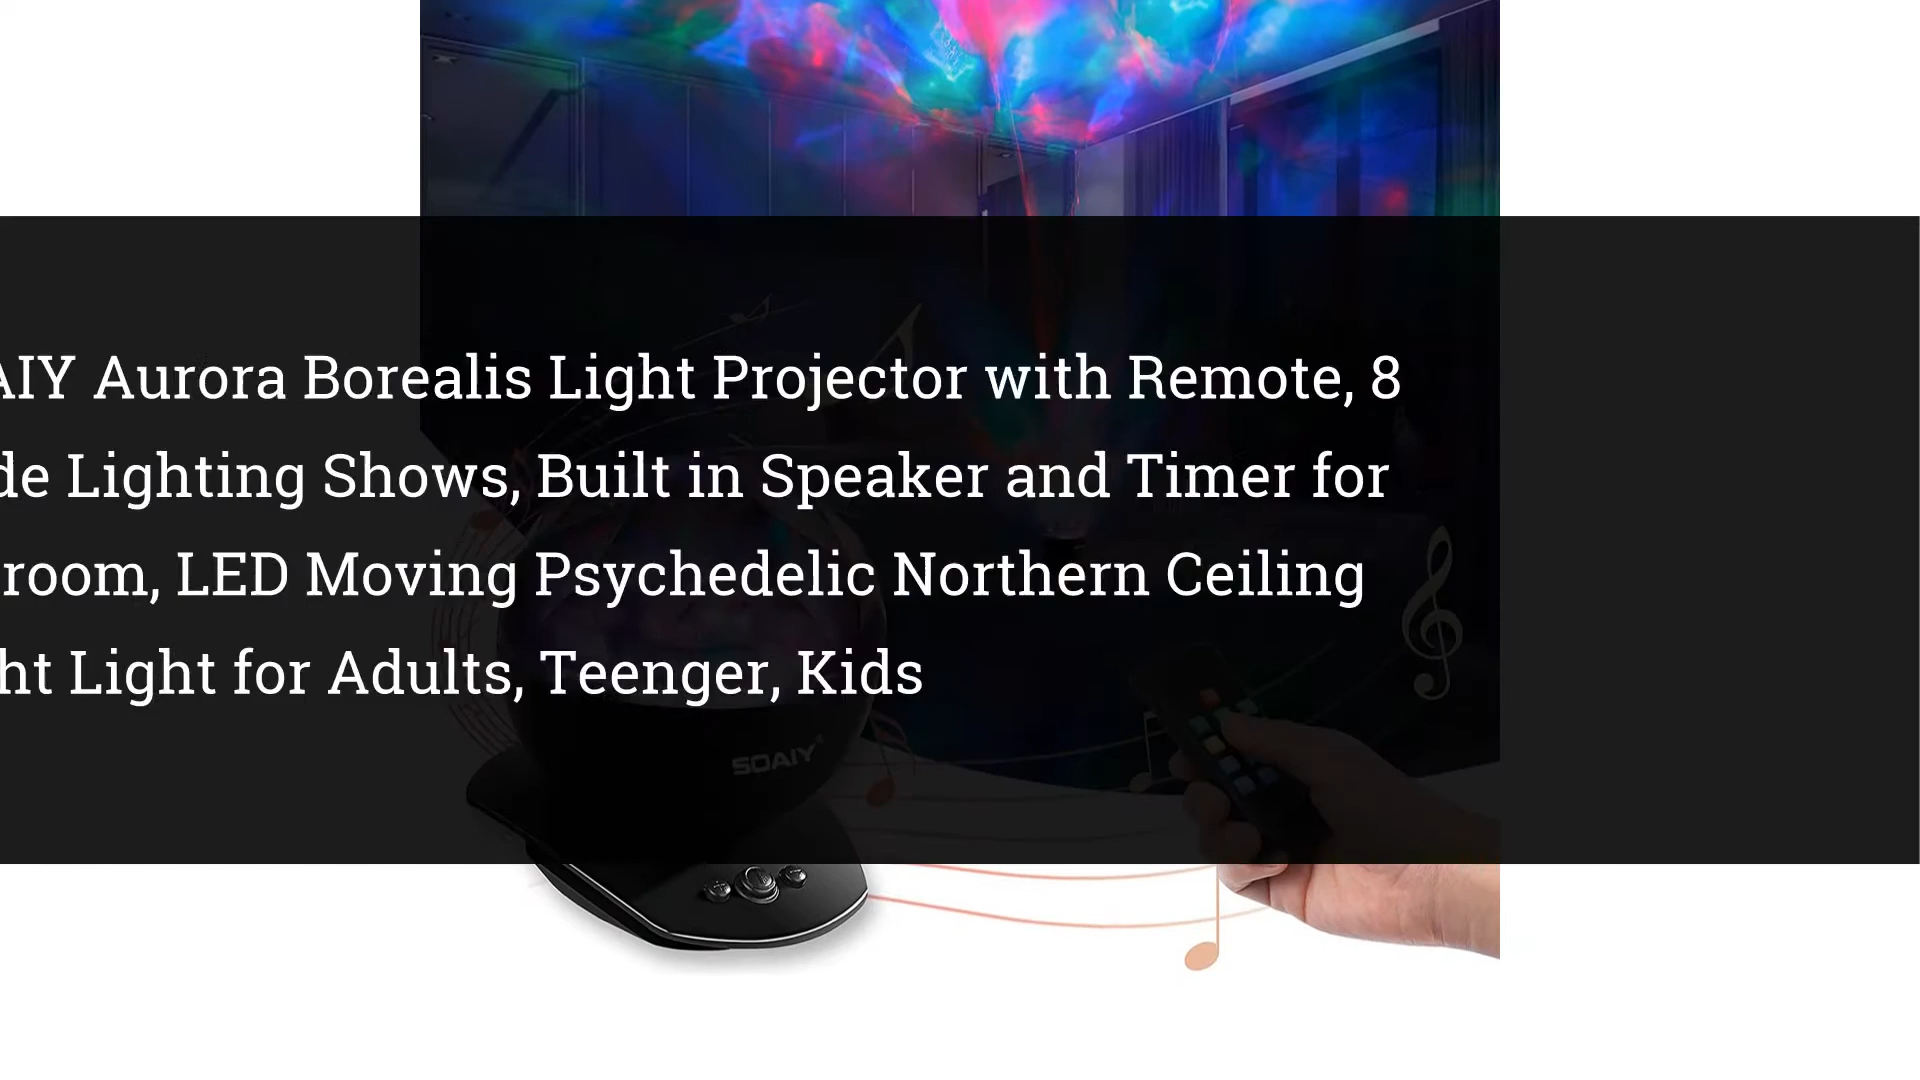 AIY Aurora Borealis Light Projector with Remote, 8
de Lighting Shows, Built in Speaker and Timer for
room, LED Moving Psychedelic Northern Ceiling
ht Light for Adults, Teenger, Kids
SOAIY